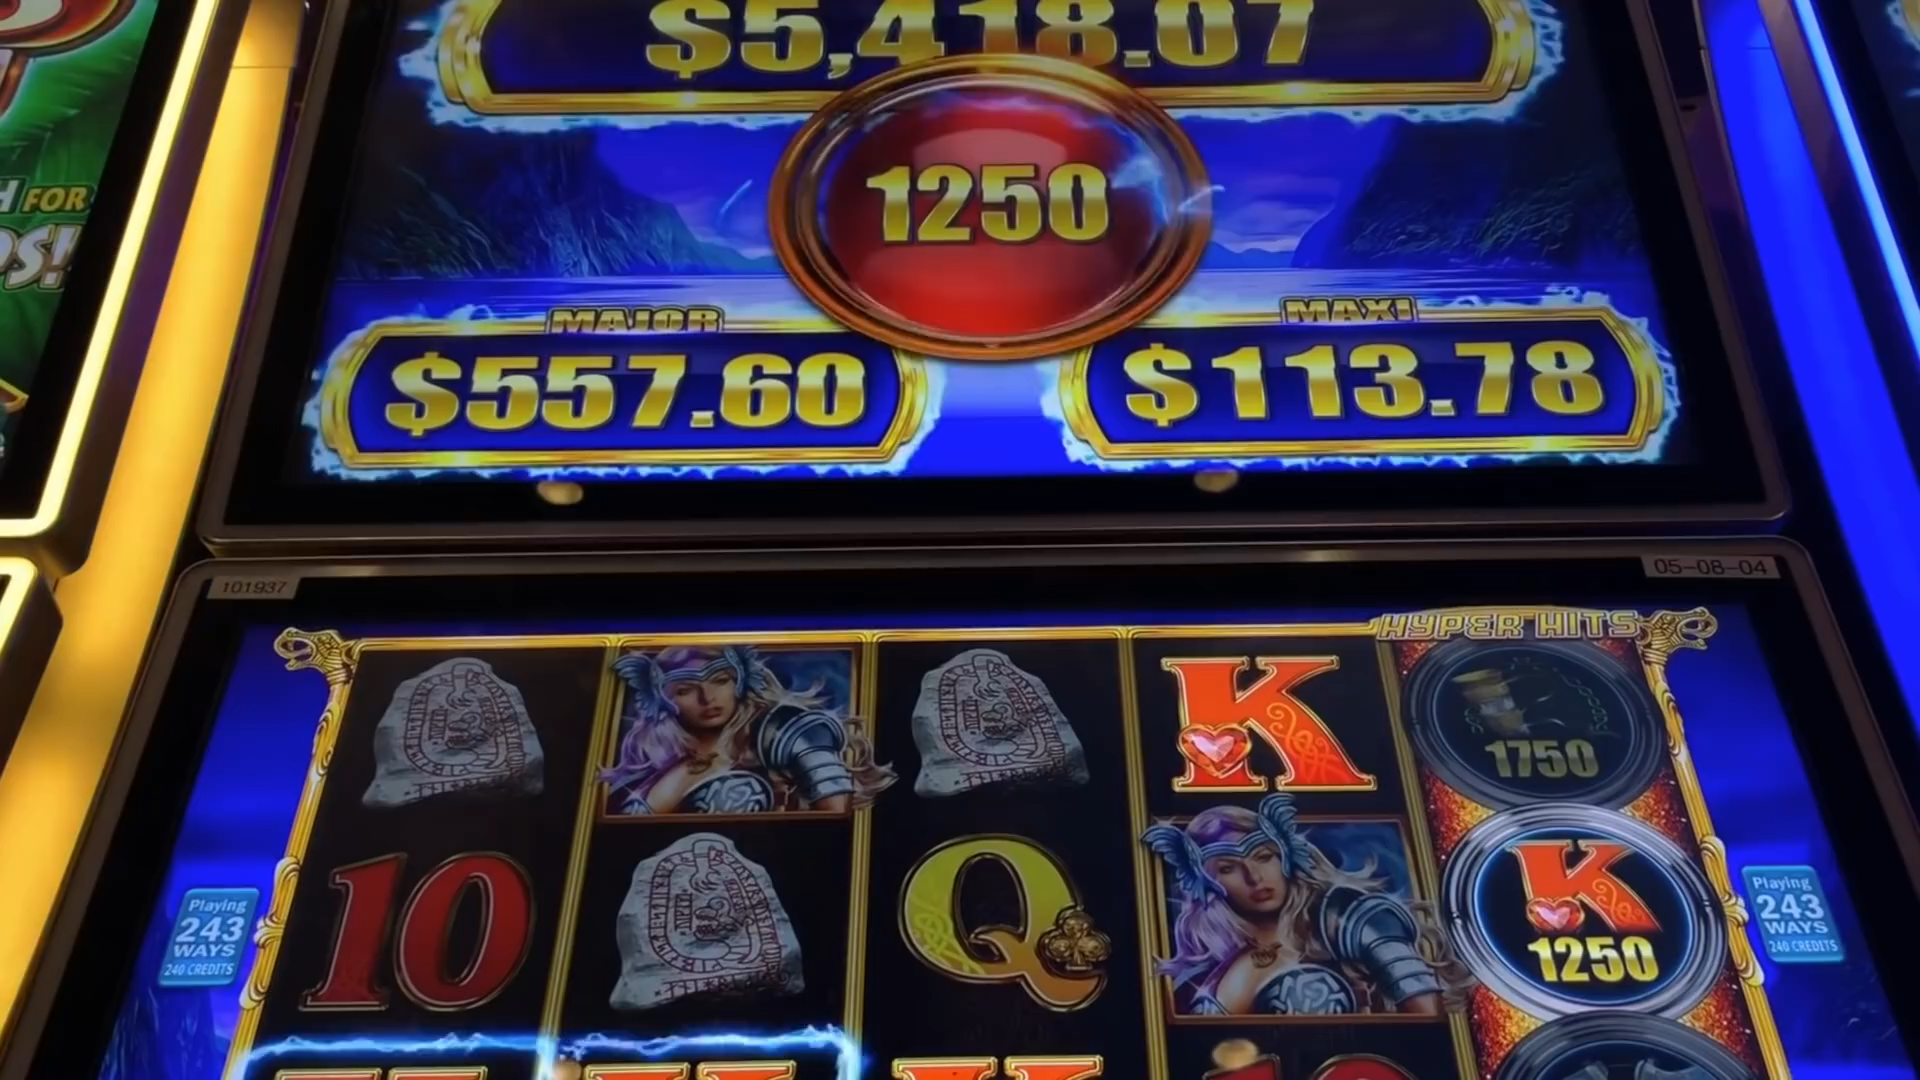 $5,418.07
1250
MAJOR
$557.60
MAXI
$113.78
H FOR
101937
05-08-04
HYPER HITS
K
1750
10
Q
K
1250
Playing
243
WAYS
240 CREDITS
Playing
243
WAYS
240 CREDITS